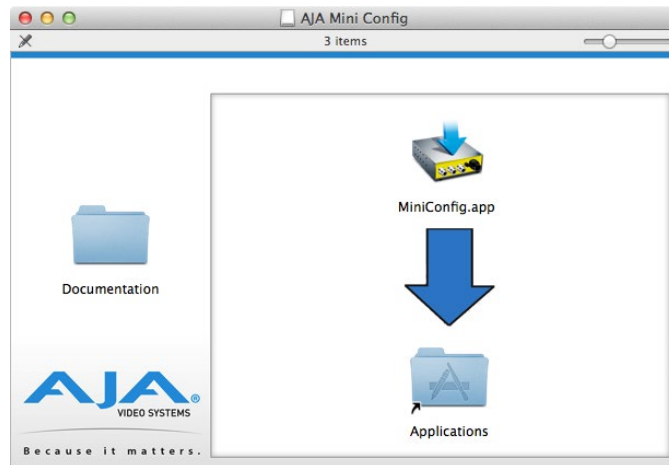 AJA Mini Config
3 items
MiniConfig.app
Documentation
Applications
AJA®
VIDEO SYSTEMS
Because it matters.